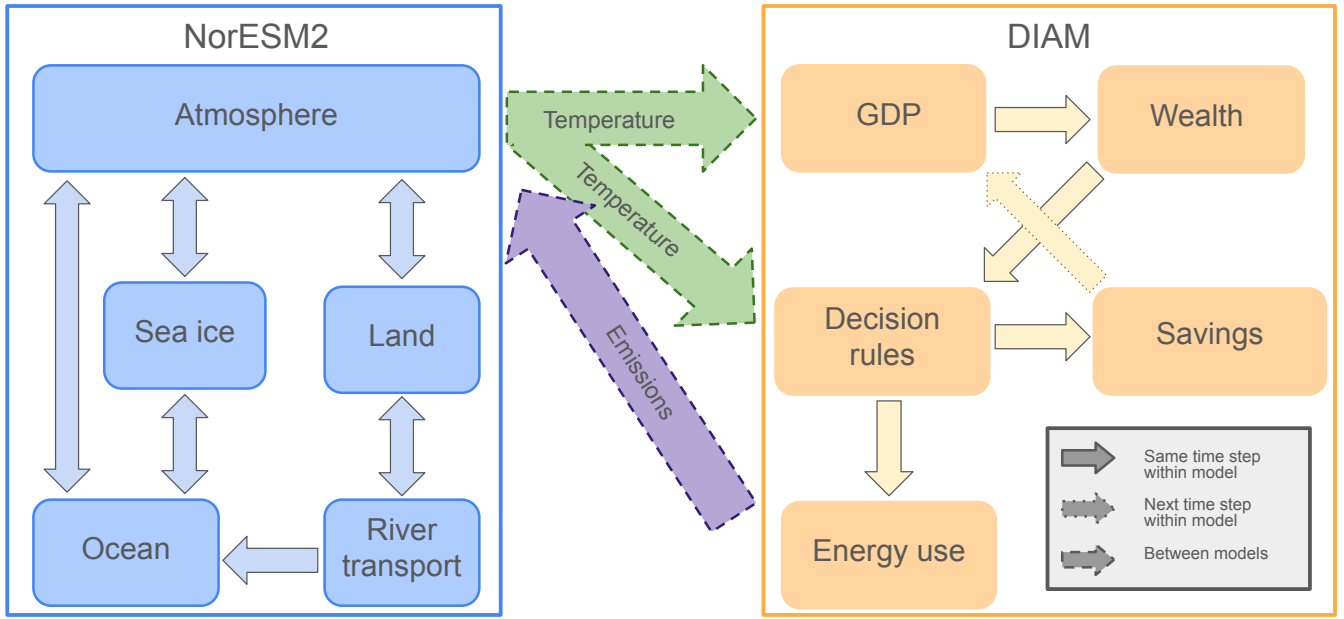 NorESM2
Atmosphere
Sea ice
Land
Ocean
River
transport
Temperature
Temperature
Emissions
DIAM
GDP
Wealth
Decision
rules
Savings
Energy use
Same time step
within model
Next time step
within model
Between models